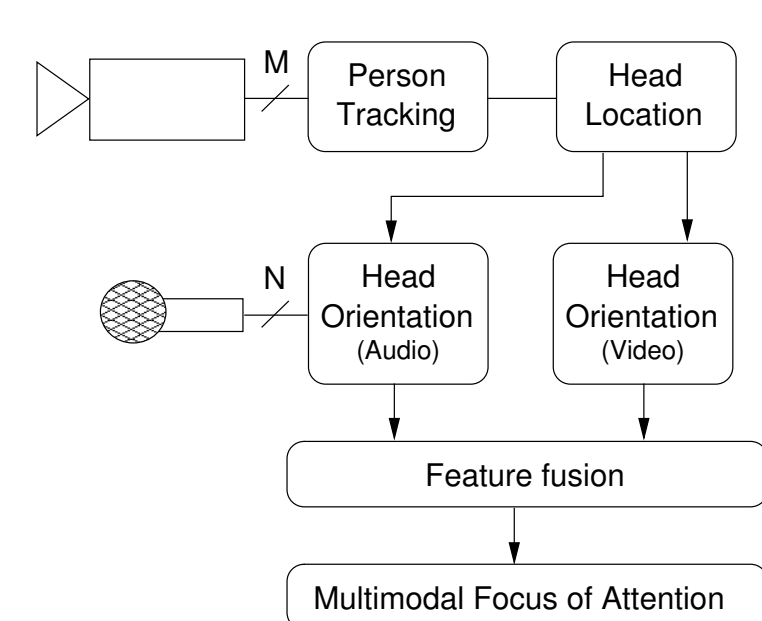 M
Person
Tracking
Head
Location
N
Head
Orientation
(Audio)
Head
Orientation
(Video)
Feature fusion
Multimodal Focus of Attention